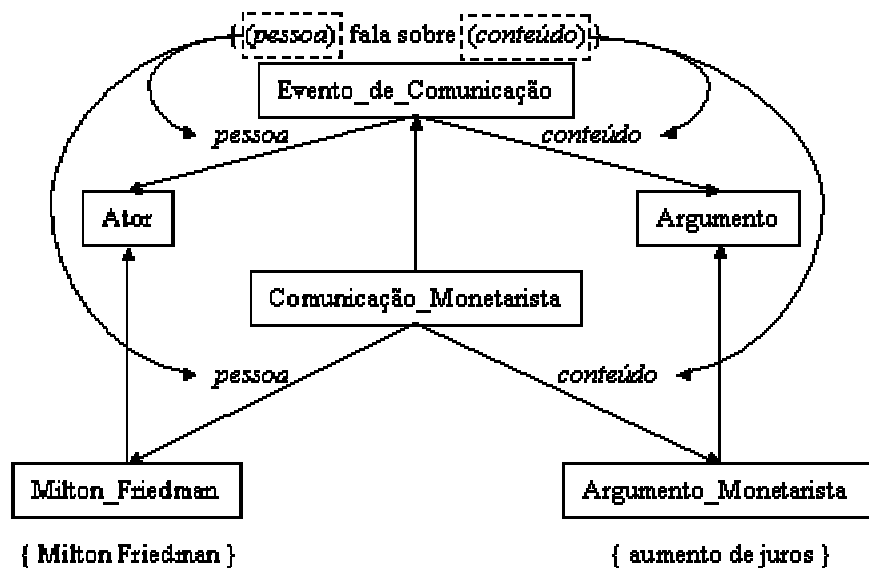 { (pessoa) fala sobre (conteúdo) }
Evento_de_Comunicação
pessoa conteúdo
Ator Argumento
Comunicação_Monetarista
pessoa conteúdo
Milton_Friedman Argumento_Monetarista
{ Milton Friedman } { aumento de juros }